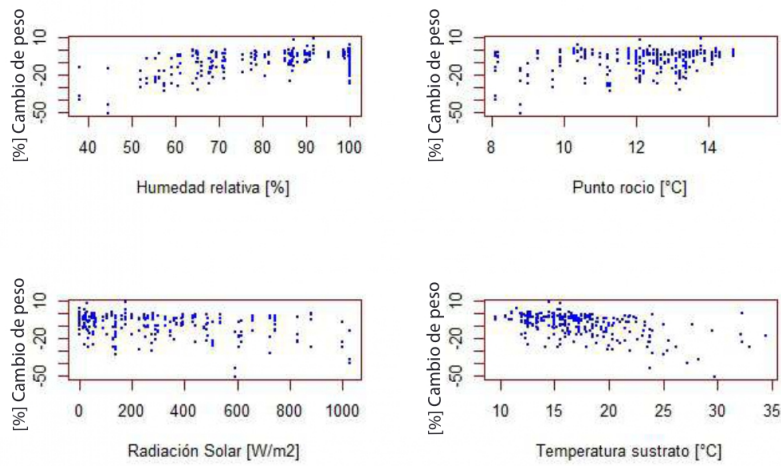 [%] Cambio de peso
10
-20
-50
40 50 60 70 80 90 100
Humedad relativa [%]
[%] Cambio de peso
10
-20
-50
8 10 12 14
Punto rocio [°C]
[%] Cambio de peso
10
-20
-50
0 200 400 600 800 1000
Radiación Solar [W/m2]
[%] Cambio de peso
10
-20
-50
10 15 20 25 30 35
Temperatura sustrato [°C]